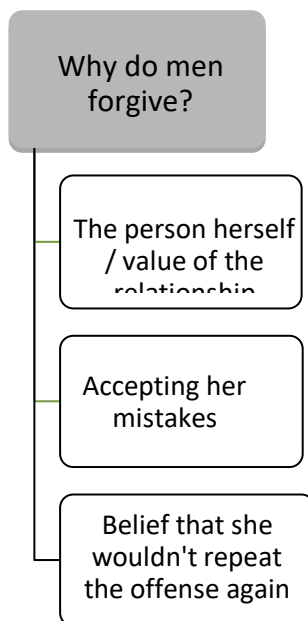 Why do men
forgive?
The person herself
/ value of the
relationship
Accepting her
mistakes
Belief that she
wouldn't repeat
the offense again